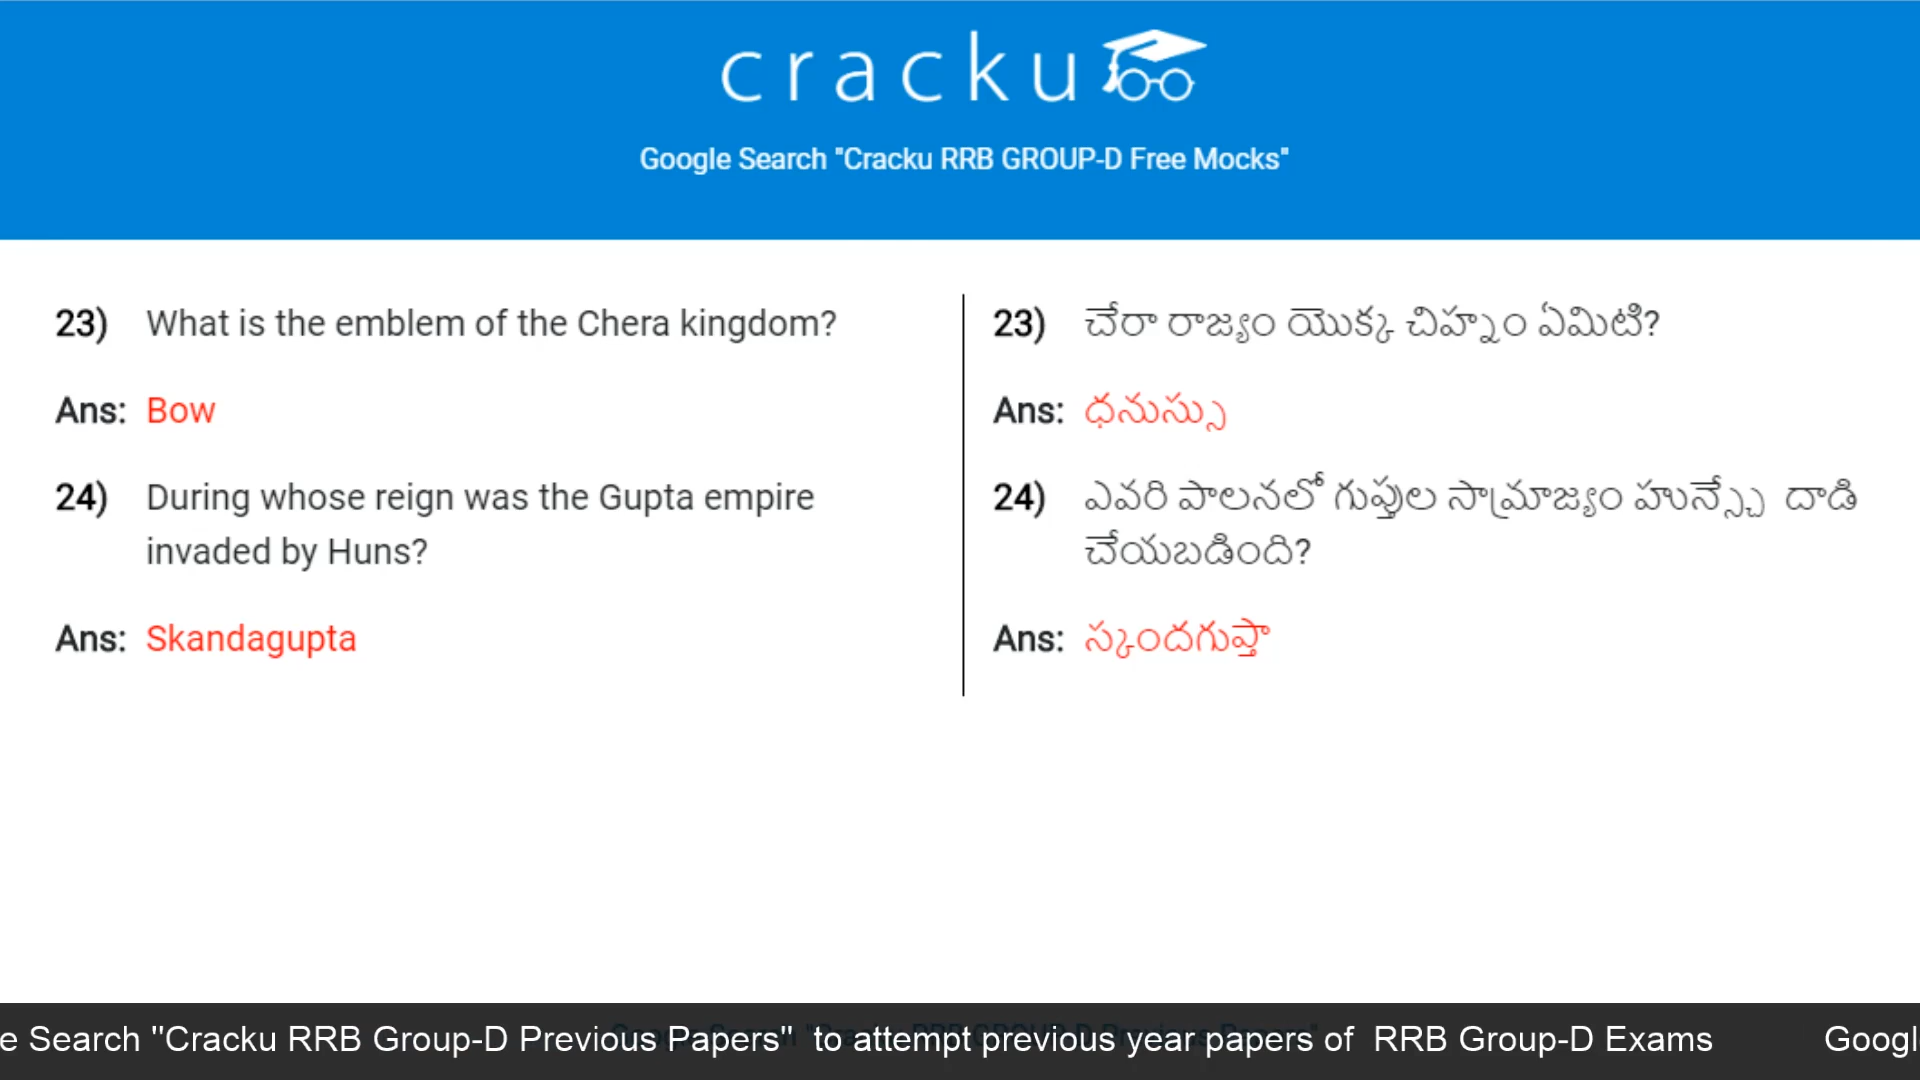 cracku
Google Search "Cracku RRB GROUP-D Free Mocks"
23) What is the emblem of the Chera kingdom?
Ans: Bow
24) During whose reign was the Gupta empire
invaded by Huns?
Ans: Skandagupta
23) చేరా రాజ్యం యొక్క చిహ్నం ఏమిటి?
Ans: ధనుస్సు
24) ఎవరి పాలనలో గుప్తుల సామ్రాజ్యం హున్స్చే దాడి
చేయబడింది?
Ans: స్కందగుప్తా
e Search "Cracku RRB Group-D Previous Papers" to attempt previous year papers of RRB Group-D Exams Googl